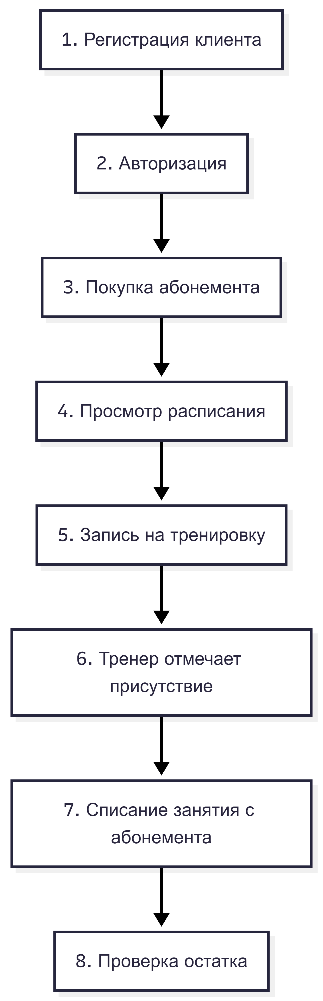 1. Регистрация клиента
2. Авторизация
3. Покупка абонемента
4. Просмотр расписания
5. Запись на тренировку
6. Тренер отмечает
присутствие
7. Списание занятия с
абонемента
8. Проверка остатка